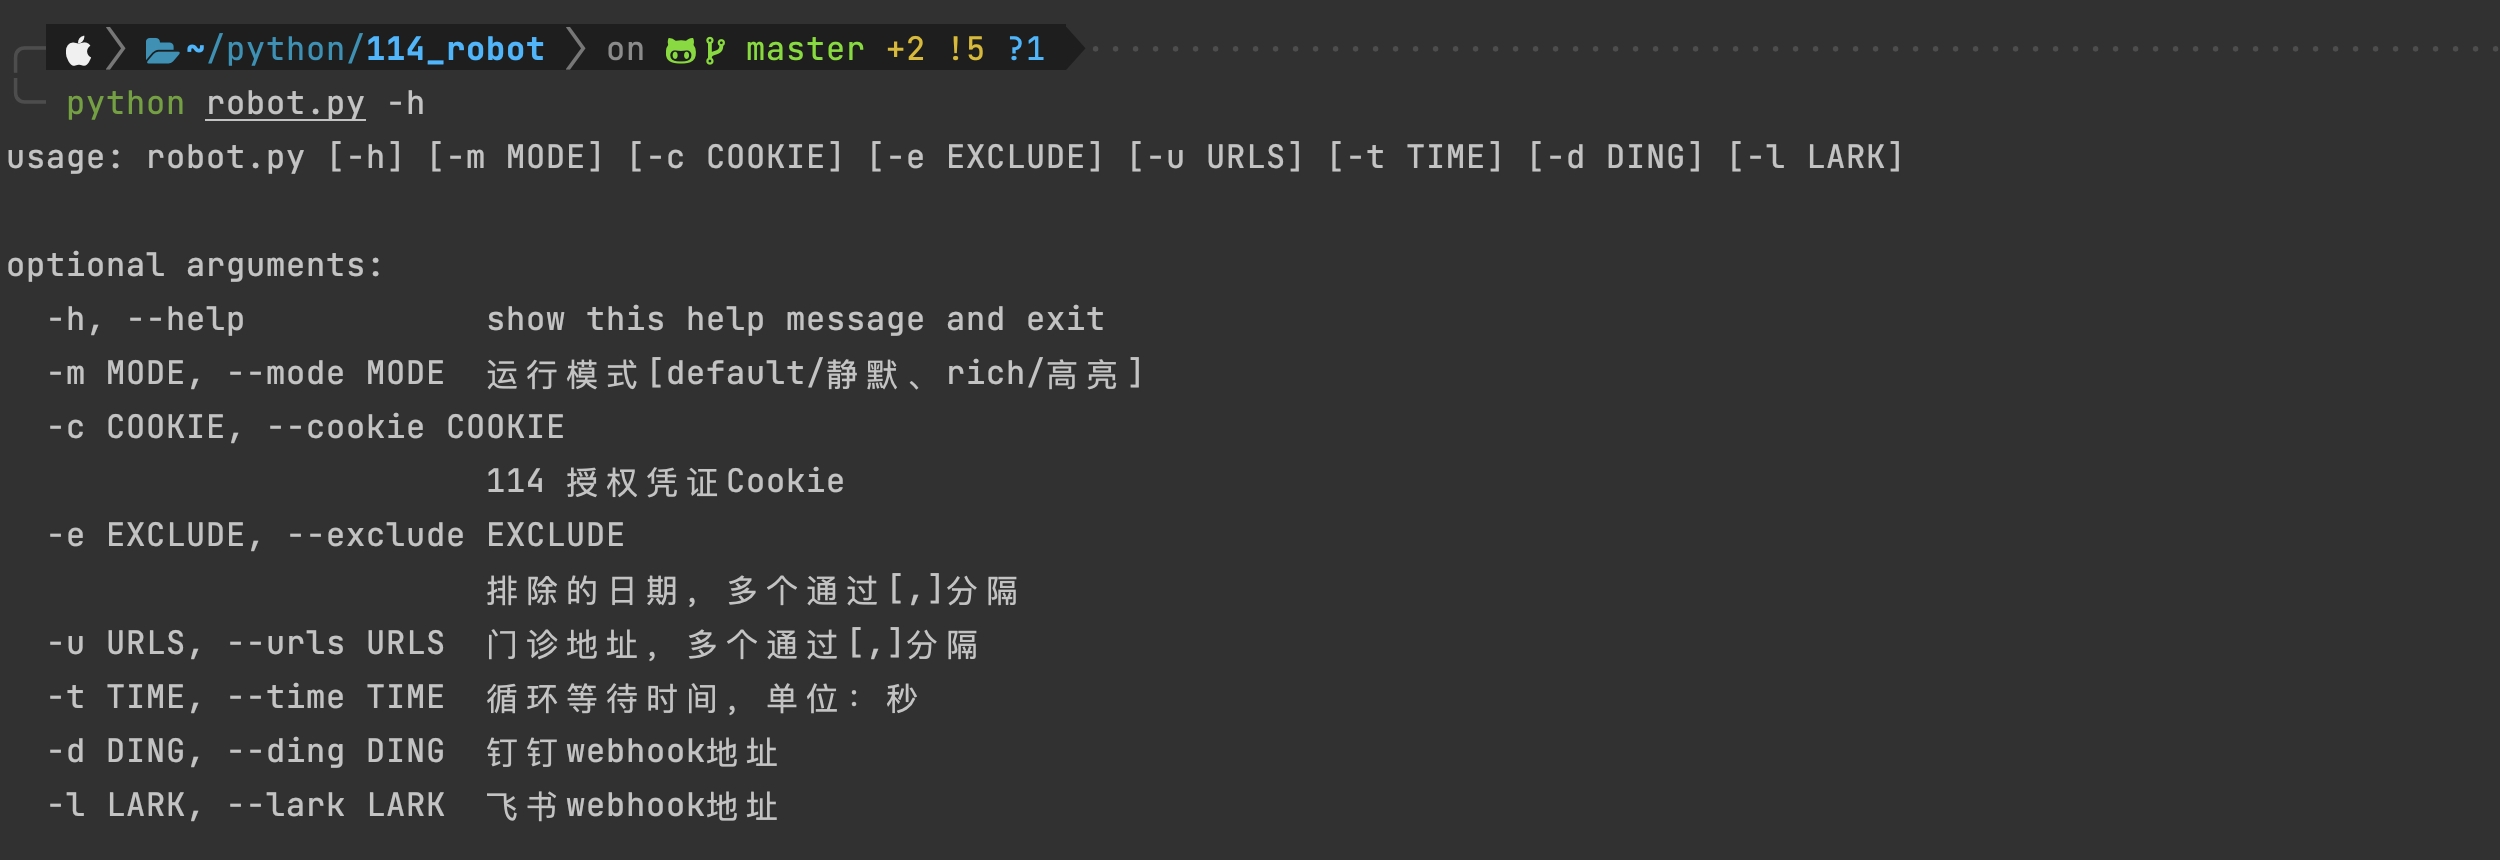 ~/python/114_robot on master +2 !5 ?1
python robot.py -h
usage: robot.py [-h] [-m MODE] [-c COOKIE] [-e EXCLUDE] [-u URLS] [-t TIME] [-d DING] [-l LARK]
optional arguments:
-h, --help show this help message and exit
-m MODE, --mode MODE 运行模式[default/静默、rich/高亮]
-c COOKIE, --cookie COOKIE
114 授权凭证Cookie
-e EXCLUDE, --exclude EXCLUDE
排除的日期，多个通过[,]分隔
-u URLS, --urls URLS 门诊地址，多个通过[,]分隔
-t TIME, --time TIME 循环等待时间，单位：秒
-d DING, --ding DING 钉钉webhook地址
-l LARK, --lark LARK 飞书webhook地址